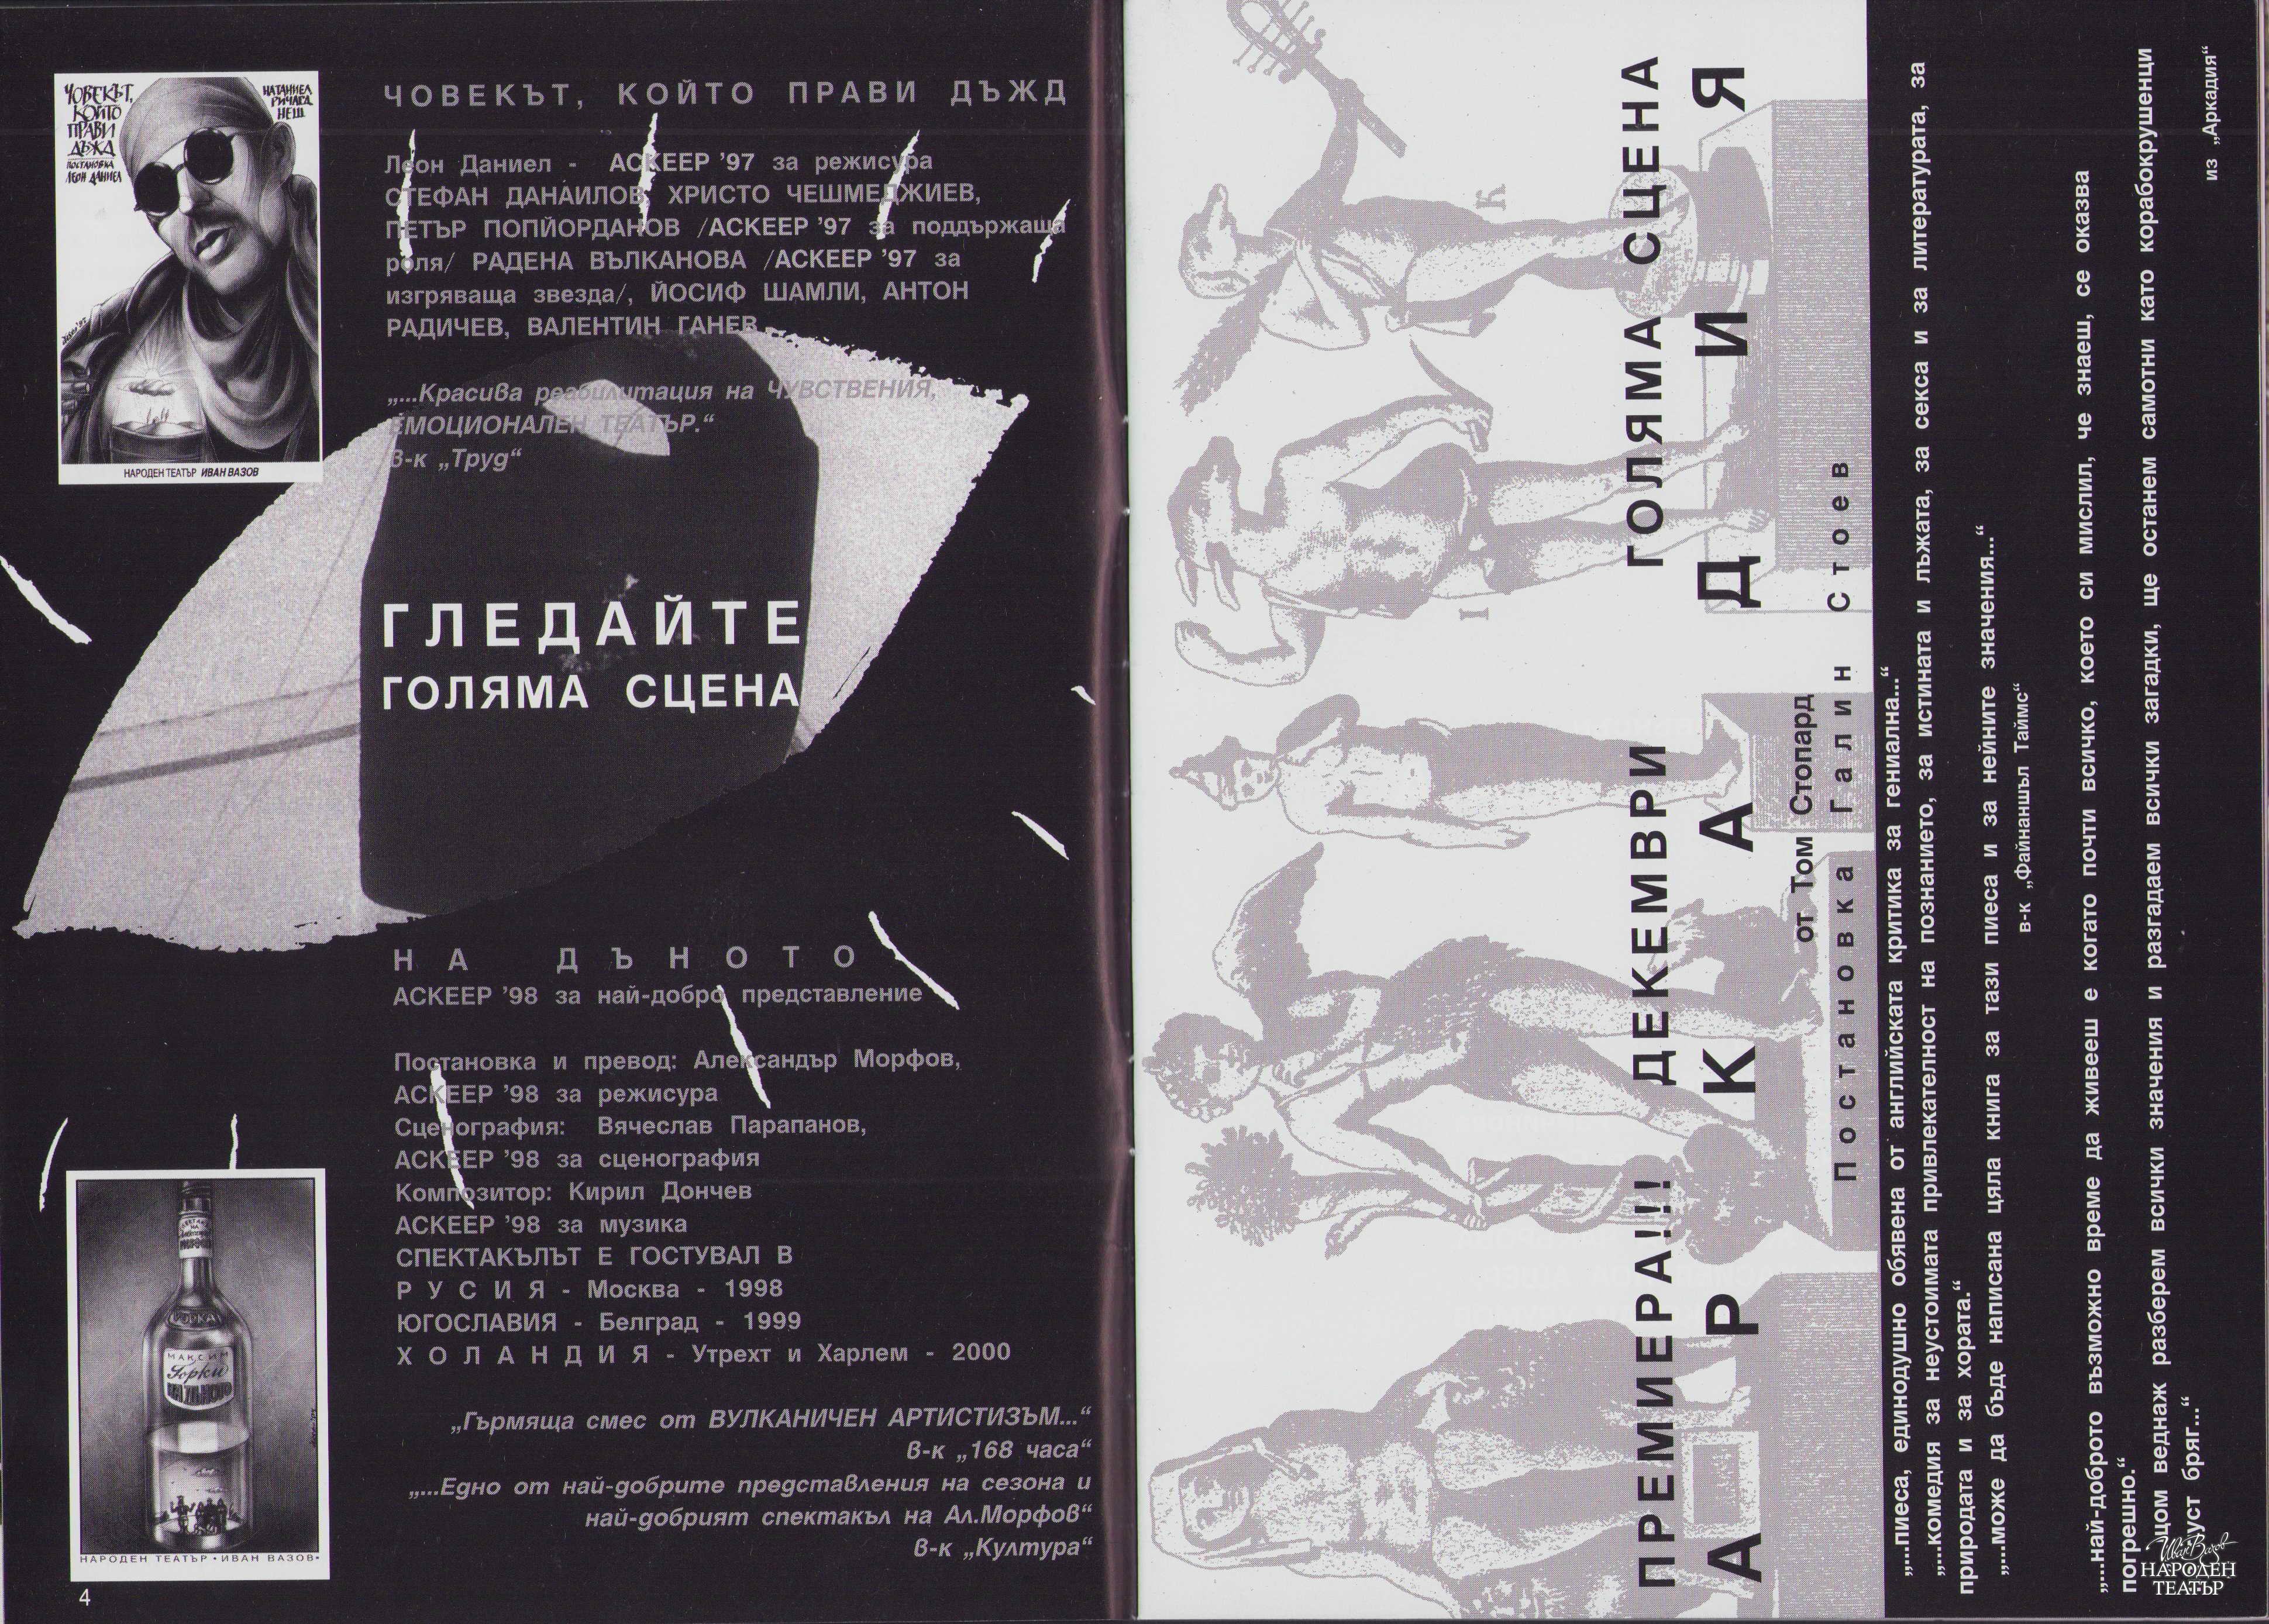 ЧОВЕКЪТ,
КОЙТО
ПРАВИ
ДЪЖД
ПОСТАНОВКА
ЛЕОН ДАНИЕЛ
НАТАНИЕЛ
РИЧАРД
НЕШ
НАРОДЕН ТЕАТЪР ИВАН ВАЗОВ
ЧОВЕКЪТ, КОЙТО ПРАВИ ДЪЖД
Леон Даниел - АСКЕЕР '97 за режисура
СТЕФАН ДАНАИЛОВ, ХРИСТО ЧЕШМЕДЖИЕВ,
ПЕТЪР ПОПЙОРДАНОВ /АСКЕЕР '97 за поддържаща
роля/ РАДЕНА ВЪЛКАНОВА /АСКЕЕР '97 за
изгряваща звезда/, ЙОСИФ ШАМЛИ, АНТОН
РАДИЧЕВ, ВАЛЕНТИН ГАНЕВ
„...Красива реабилитация на ЧУВСТВЕНИЯ,
ЕМОЦИОНАЛЕН ТЕАТЪР.“
в-к „Труд“
ГЛЕДАЙТЕ
ГОЛЯМА СЦЕНА
НА ДЪНОТО
АСКЕЕР '98 за най-добро представление
Постановка и превод: Александър Морфов,
АСКЕЕР '98 за режисура
Сценография: Вячеслав Парапанов,
АСКЕЕР '98 за сценография
Композитор: Кирил Дончев
АСКЕЕР '98 за музика
СПЕКТАКЪЛЪТ Е ГОСТУВАЛ В
РУСИЯ - Москва - 1998
ЮГОСЛАВИЯ - Белград - 1999
ХОЛАНДИЯ - Утрехт и Харлем - 2000
„Гърмяща смес от ВУЛКАНИЧЕН АРТИСТИЗЪМ...“
в-к „168 часа“
„...Едно от най-добрите представления на сезона и
най-добрият спектакъл на Ал.Морфов“
в-к „Култура“
VODKA
МАКСИМ
Горки
НА ДЪНОТО
НАРОДЕН ТЕАТЪР • ИВАН ВАЗОВ •
4
ПРЕМИЕРА!!! ДЕКЕМВРИ ГОЛЯМА СЦЕНА
АРКАДИЯ
от Том Стопард
Постановка Галин Стоев
K
I
„...пиеса, единодушно обявена от английската критика за гениална...“
„...комедия за неустоимата привлекателност на познанието, за истината и лъжата, за секса и за литературата, за
природата и за хората.“
„...може да бъде написана цяла книга за тази пиеса и за нейните значения...“
в-к „Файнаншъл Таймс“
„...най-доброто възможно време да живееш е когато почти всичко, което си мислил, че знаеш, се оказва
погрешно.“
щом веднаж разберем всички значения и разгадаем всички загадки, ще останем самотни като корабокрушенци
пуст бряг...“
из „Аркадия“
Иван Вазов
НАРОДЕН
ТЕАТЪР